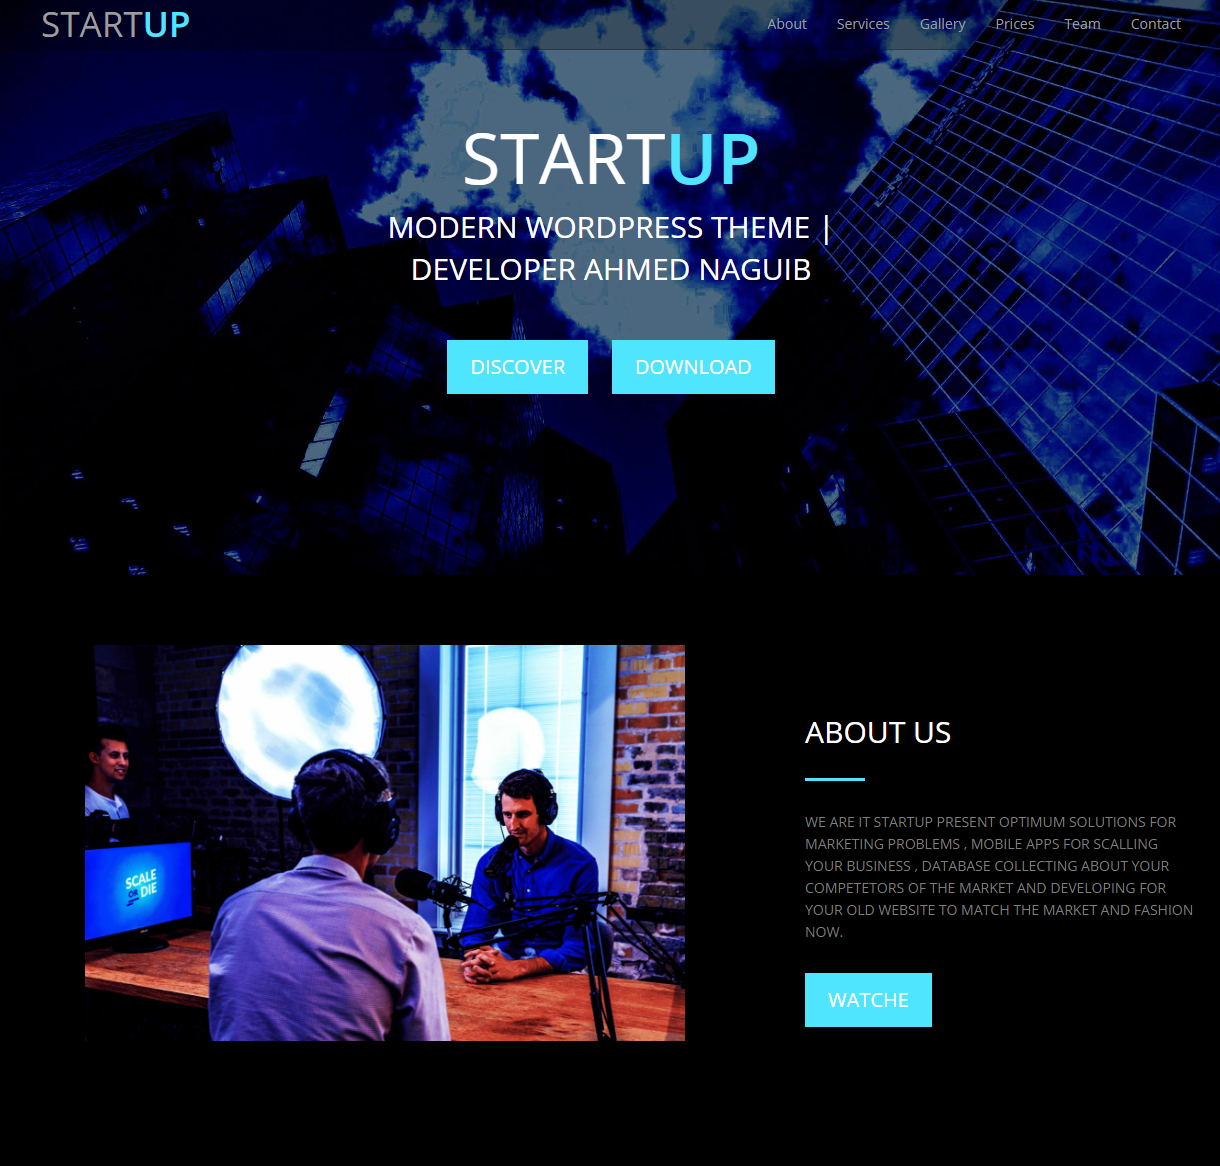 STARTUP
About Services Gallery Prices Team Contact
STARTUP
MODERN WORDPRESS THEME |
DEVELOPER AHMED NAGUIB
DISCOVER
DOWNLOAD
SCALE
OR
DIE
ABOUT US
WE ARE IT STARTUP PRESENT OPTIMUM SOLUTIONS FOR
MARKETING PROBLEMS , MOBILE APPS FOR SCALLING
YOUR BUSINESS , DATABASE COLLECTING ABOUT YOUR
COMPETETORS OF THE MARKET AND DEVELOPING FOR
YOUR OLD WEBSITE TO MATCH THE MARKET AND FASHION
NOW.
WATCHE